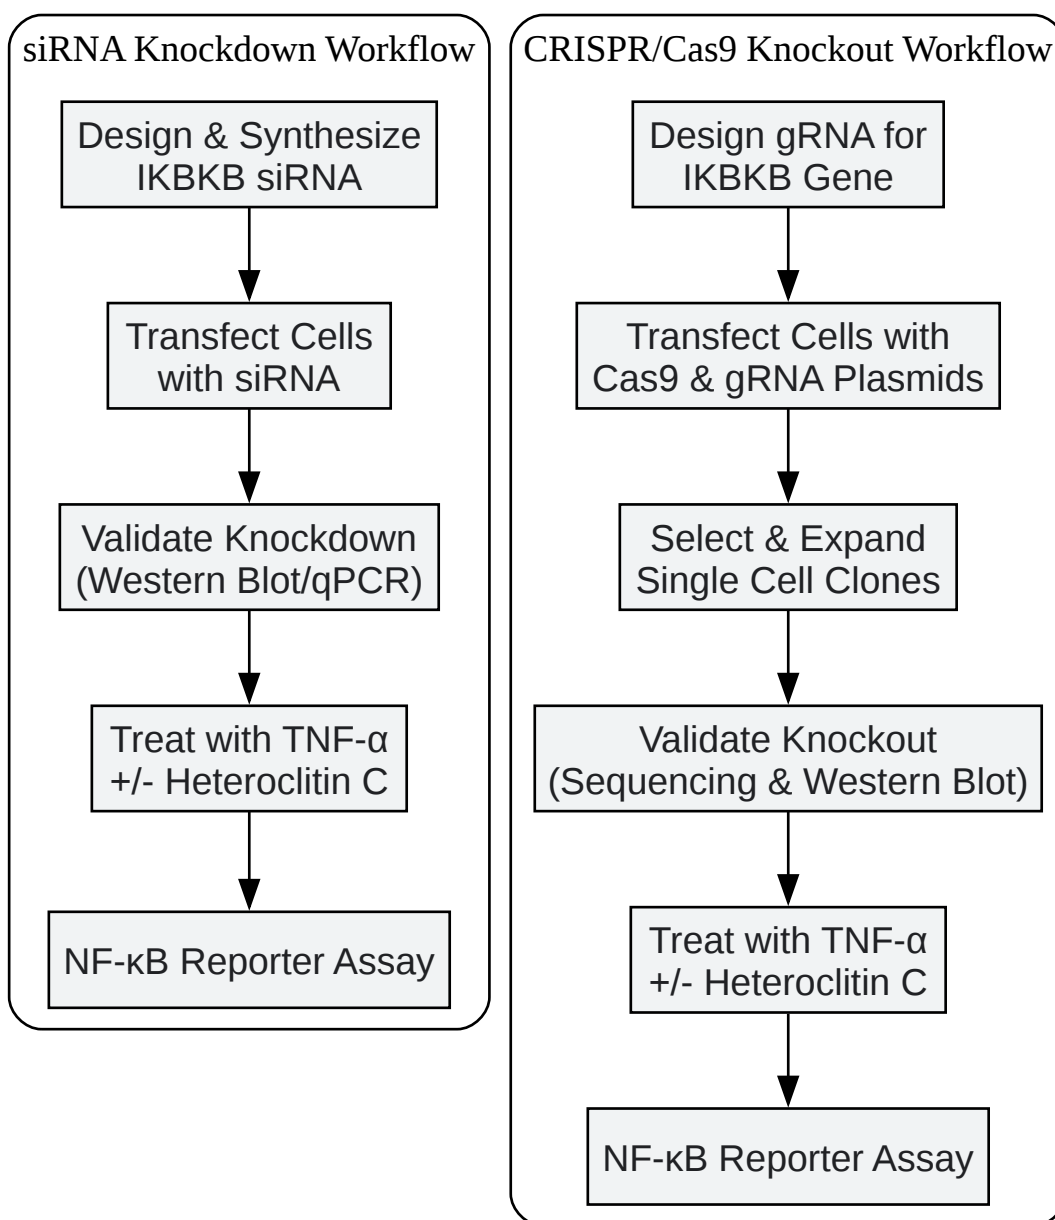 siRNA Knockdown Workflow
Design & Synthesize
IKBKB siRNA
Transfect Cells
with siRNA
Validate Knockdown
(Western Blot/qPCR)
Treat with TNF-α
+/- Heteroclitin C
NF-κB Reporter Assay
CRISPR/Cas9 Knockout Workflow
Design gRNA for
IKBKB Gene
Transfect Cells with
Cas9 & gRNA Plasmids
Select & Expand
Single Cell Clones
Validate Knockout
(Sequencing & Western Blot)
Treat with TNF-α
+/- Heteroclitin C
NF-κB Reporter Assay